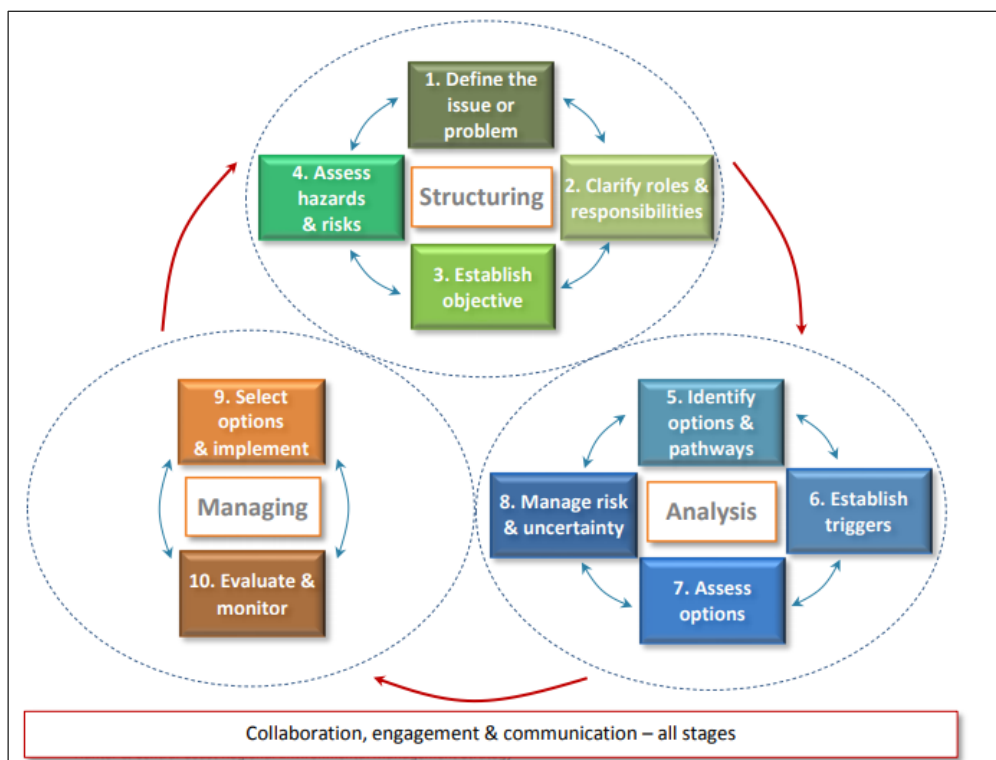 1. Define the
issue or
problem
4. Assess
hazards
& risks
Structuring
2. Clarify roles &
responsibilities
3. Establish
objective
9. Select
options
& implement
Managing
10. Evaluate &
monitor
5. Identify
options &
pathways
8. Manage risk
& uncertainty
Analysis
6. Establish
triggers
7. Assess
options
Collaboration, engagement & communication – all stages